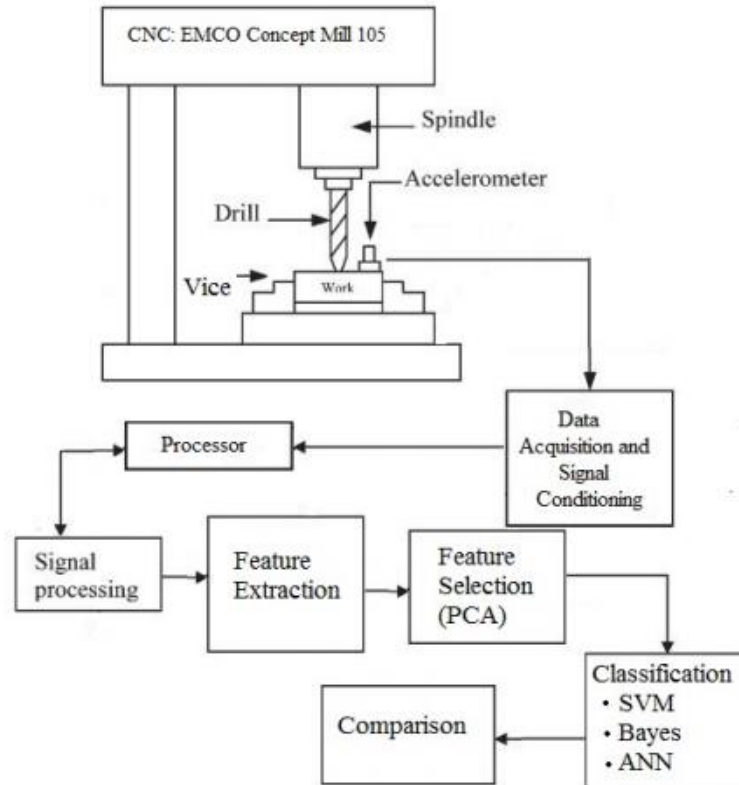 CNC: EMCO Concept Mill 105
Spindle
Accelerometer
Drill
Vice
Work
Data
Acquisition and
Signal
Conditioning
Processor
Signal
processing
Feature
Extraction
Feature
Selection
(PCA)
Classification
• SVM
• Bayes
• ANN
Comparison